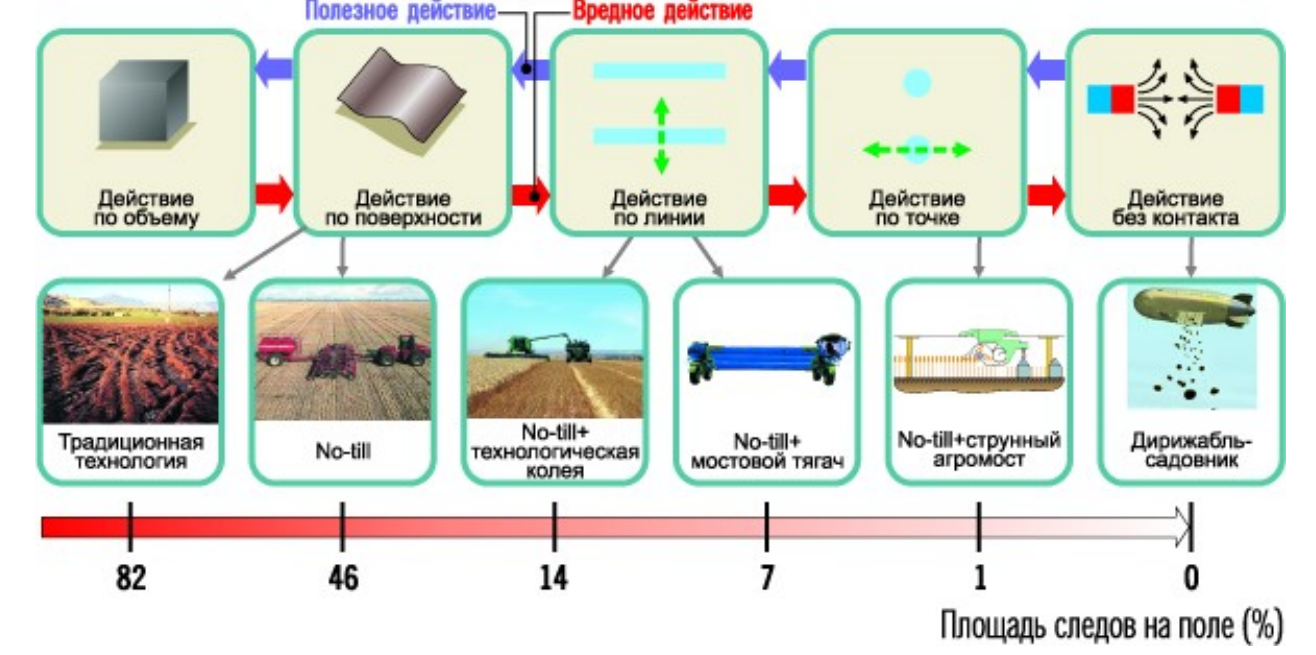 Полезное действие
Вредное действие
Действие
по объему
Действие
по поверхности
Действие
по линии
Действие
по точке
Действие
без контакта
Традиционная
технология
No-till
No-till+
технологическая
колея
No-till+
мостовой тягач
No-till+струнный
агромост
Дирижабль-
садовник
82
46
14
7
1
0
Площадь следов на поле (%)